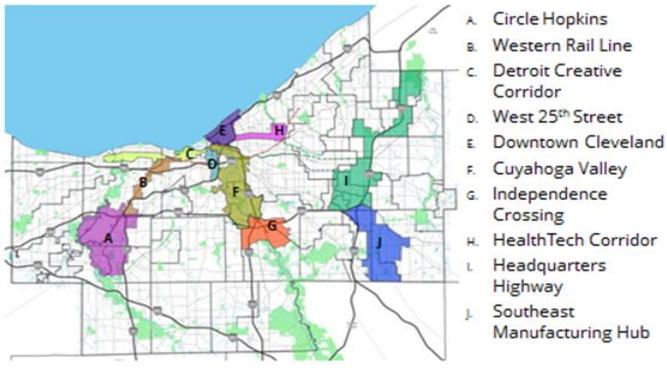 A. Circle Hopkins
B. Western Rail Line
C. Detroit Creative
Corridor
D. West 25th Street
E. Downtown Cleveland
F. Cuyahoga Valley
G. Independence
Crossing
H. HealthTech Corridor
I. Headquarters
Highway
J. Southeast
Manufacturing Hub
E
H
C
D
B
I
F
A
G
J